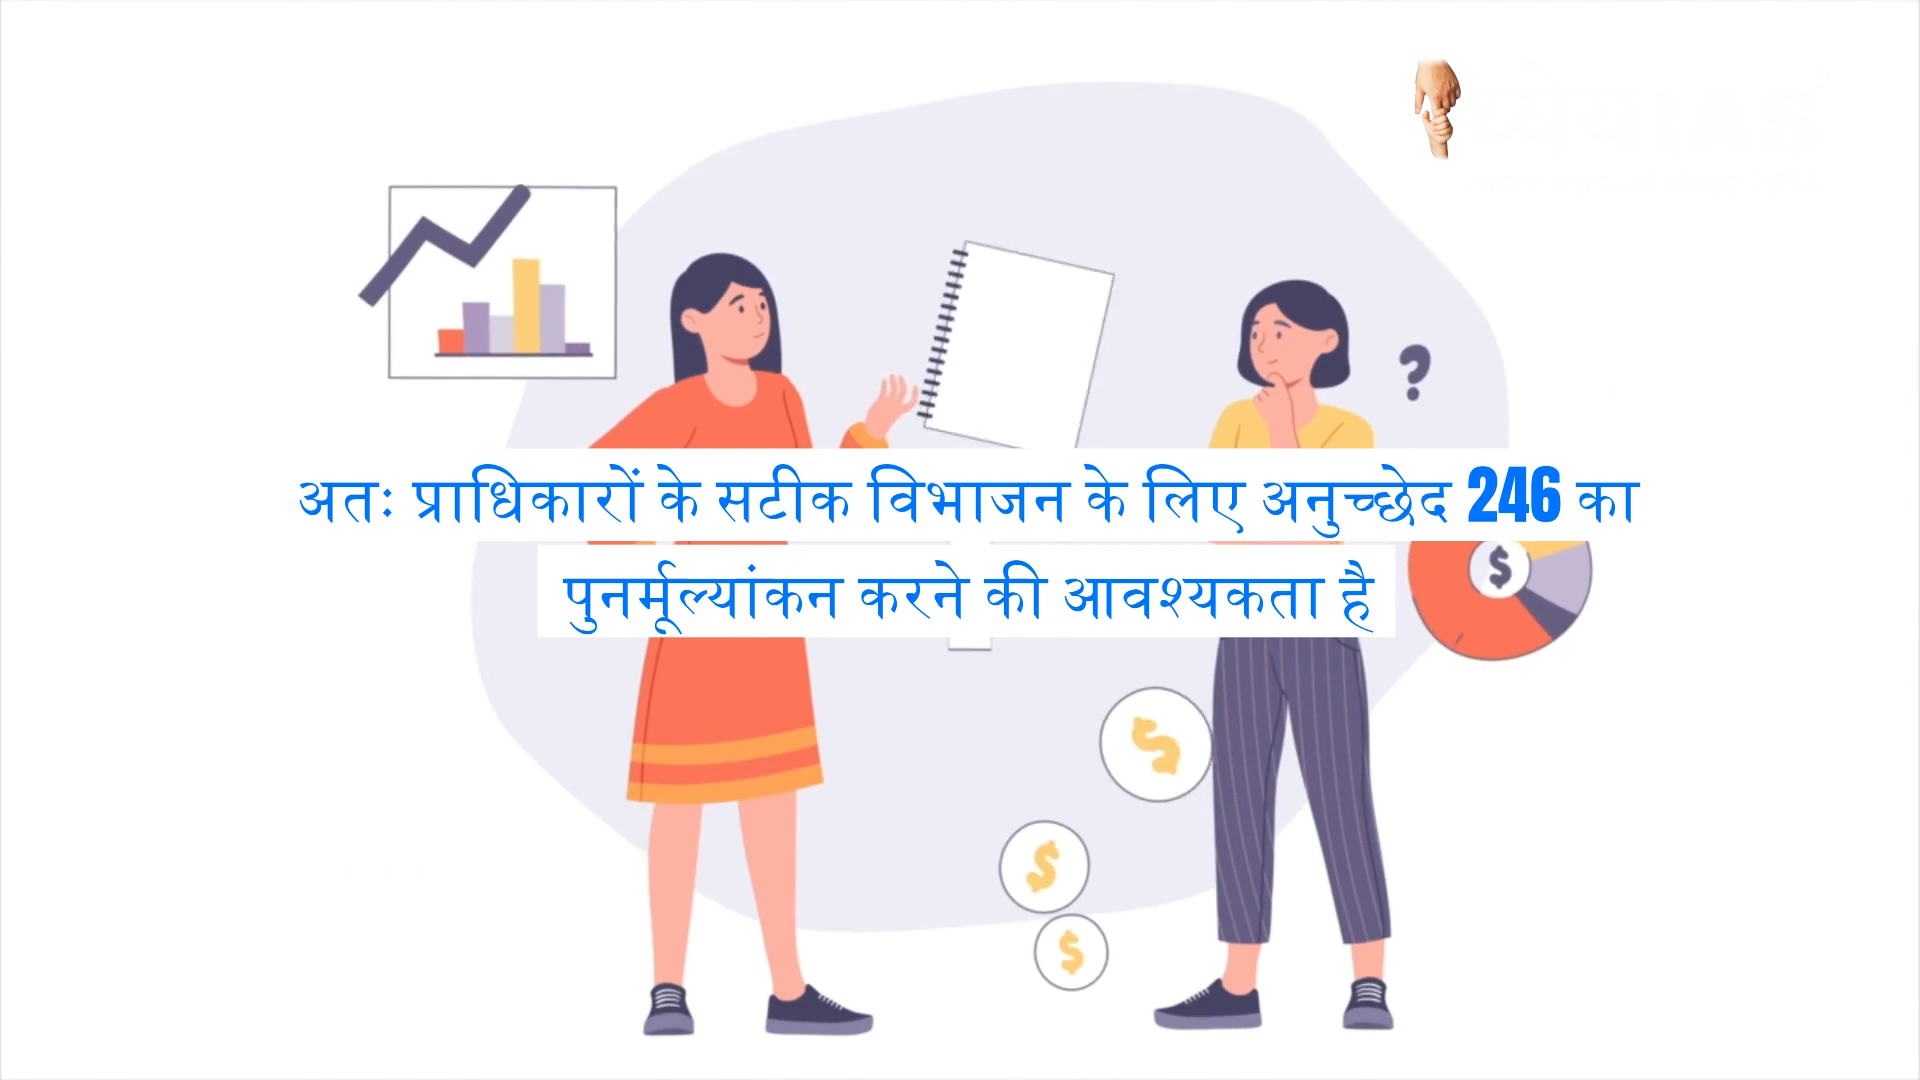 अतः प्राधिकारों के सटीक विभाजन के लिए अनुच्छेद 246 का
पुनर्मूल्यांकन करने की आवश्यकता है